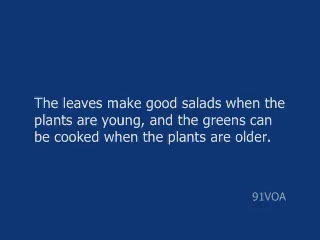 The leaves make good salads when the
plants are young, and the greens can
be cooked when the plants are older.
91VOA